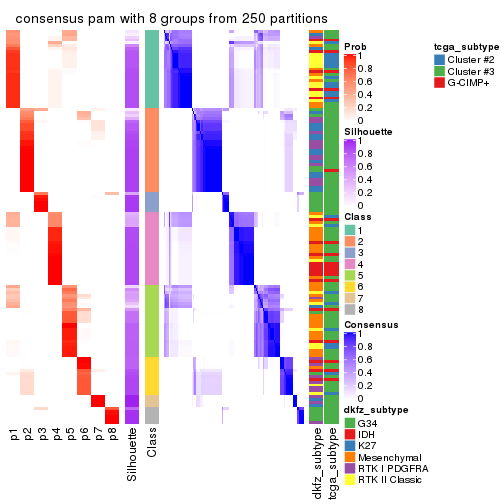 consensus pam with 8 groups from 250 partitions
Prob
1
0.8
0.6
0.4
0.2
0
Silhouette
1
0.8
0.6
0.4
0.2
0
Class
1
2
3
4
5
6
7
8
Consensus
1
0.8
0.6
0.4
0.2
0
dkfz_subtype
G34
IDH
K27
Mesenchymal
RTK I PDGFRA
RTK II Classic
tcga_subtype
Cluster #2
Cluster #3
G-CIMP+
p1
p2
p3
p4
p5
p6
p7
p8
Silhouette
Class
dkfz_subtype
tcga_subtype